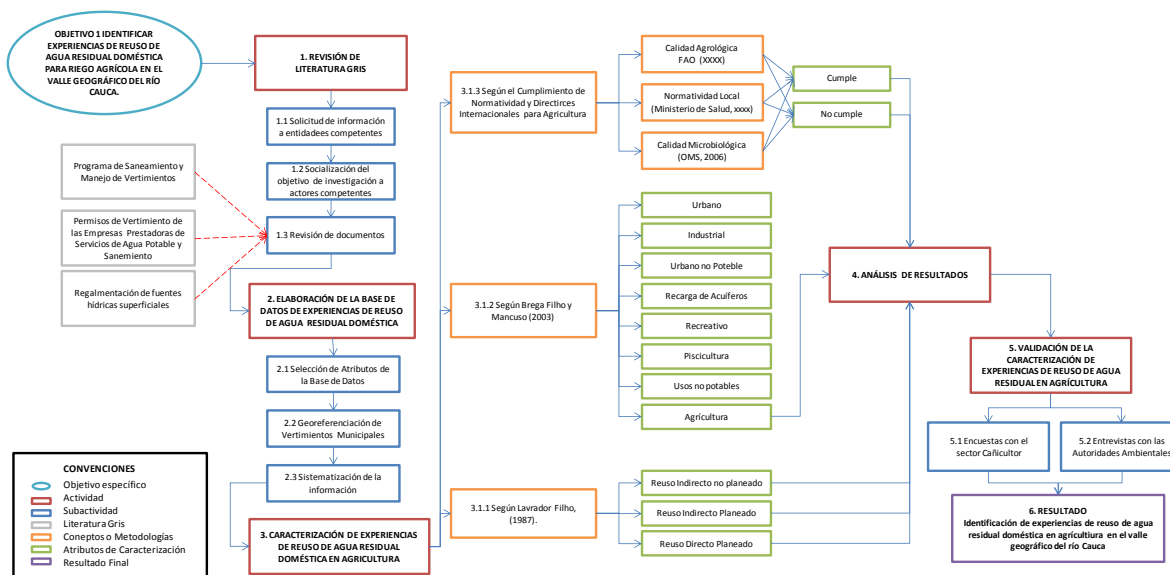 OBJETIVO 1 IDENTIFICAR
EXPERIENCIAS DE REUSO DE
AGUA RESIDUAL DOMÉSTICA
PARA RIEGO AGRÍCOLA EN EL
VALLE GEOGRÁFICO DEL RÍO
CAUCA.
1. REVISIÓN DE
LITERATURA GRIS
1.1 Solicitud de información
a entidadees competentes
1.2 Socialización del
objetivo de investigación a
actores competentes
1.3 Revisión de documentos
Programa de Saneamiento y
Manejo de Vertimientos
Permisos de Vertimiento de
las Empresas Prestadoras de
Servicios de Agua Potable y
Sanemiento
Regalmentación de fuentes
hídricas superficiales
2. ELABORACIÓN DE LA BASE DE
DATOS DE EXPERIENCIAS DE REUSO
DE AGUA RESIDUAL DOMÉSTICA
2.1 Selección de Atributos de
la Base de Datos
2.2 Georeferenciación de
Vertimientos Municipales
2.3 Sistematización de la
información
3. CARACTERIZACIÓN DE EXPERIENCIAS
DE REUSO DE AGUA RESIDUAL
DOMÉSTICA EN AGRICULTURA
CONVENCIONES
Objetivo específico
Actividad
Subactividad
Literatura Gris
Coneptos o Metodologías
Atributos de Caracterización
Resultado Final
3.1.3 Según el Cumplimiento de
Normatividad y Directirces
Internacionales para Agricultura
Calidad Agrológica
FAO (XXXX)
Normatividad Local
(Ministerio de Salud, xxxx)
Calidad Microbiológica
(OMS, 2006)
Cumple
No cumple
3.1.2 Según Brega Filho y
Mancuso (2003)
Urbano
Industrial
Urbano no Poteble
Recarga de Acuíferos
Recreativo
Piscicultura
Usos no potables
Agrícultura
3.1.1 Según Lavrador Filho,
(1987).
Reuso Indirecto no planeado
Reuso Indirecto Planeado
Reuso Directo Planeado
4. ANÁLISIS DE RESULTADOS
5. VALIDACIÓN DE LA
CARACTERIZACIÓN DE
EXPERIENCIAS DE REUSO DE AGUA
RESIDUAL EN AGRÍCULTURA
5.1 Encuestas con el
sector Cañicultor
5.2 Entrevistas con las
Autoridades Ambientales
6. RESULTADO
Identificación de experiencias de reuso de agua
residual doméstica en agricultiura en el valle
geográfico del río Cauca